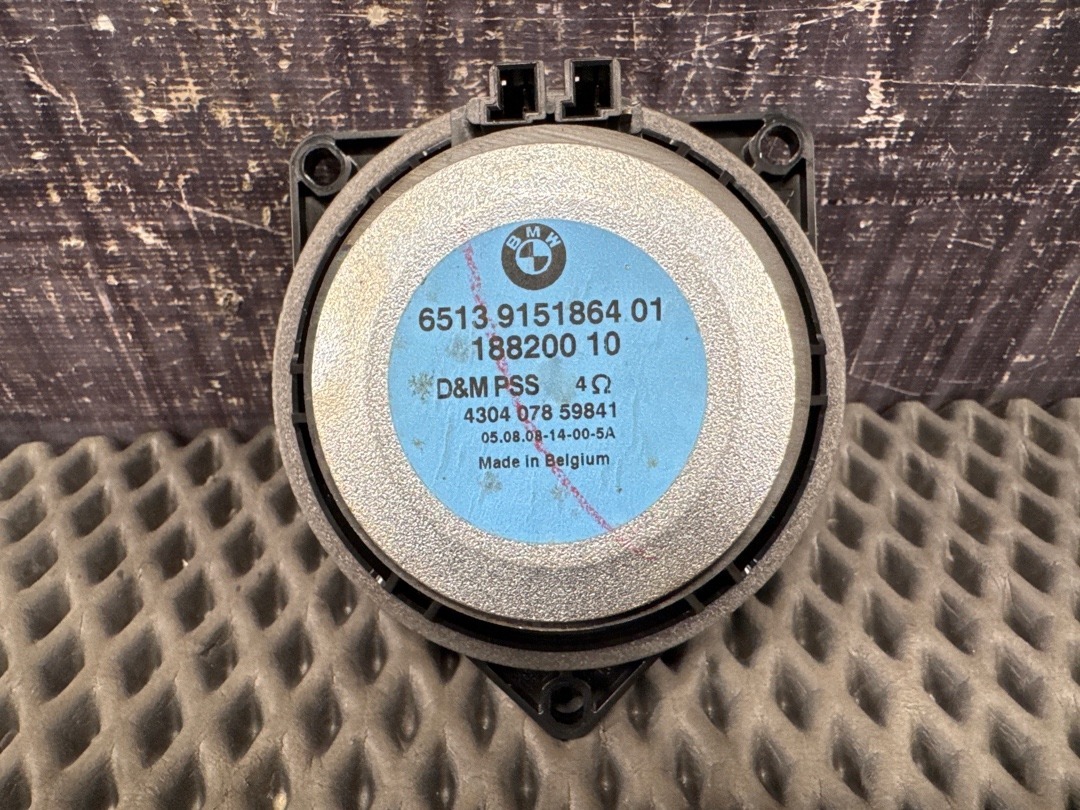 BMW
6513 9151864 01
188200 10
D&M PSS 4Ω
4304 078 59841
05.08.08-14-00-5A
Made in Belgium